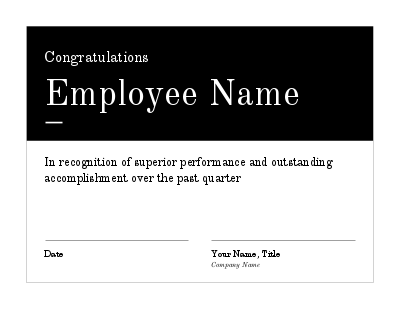 Congratulations
Employee Name
In recognition of superior performance and outstanding
accomplishment over the past quarter
Date
Your Name, Title
Company Name